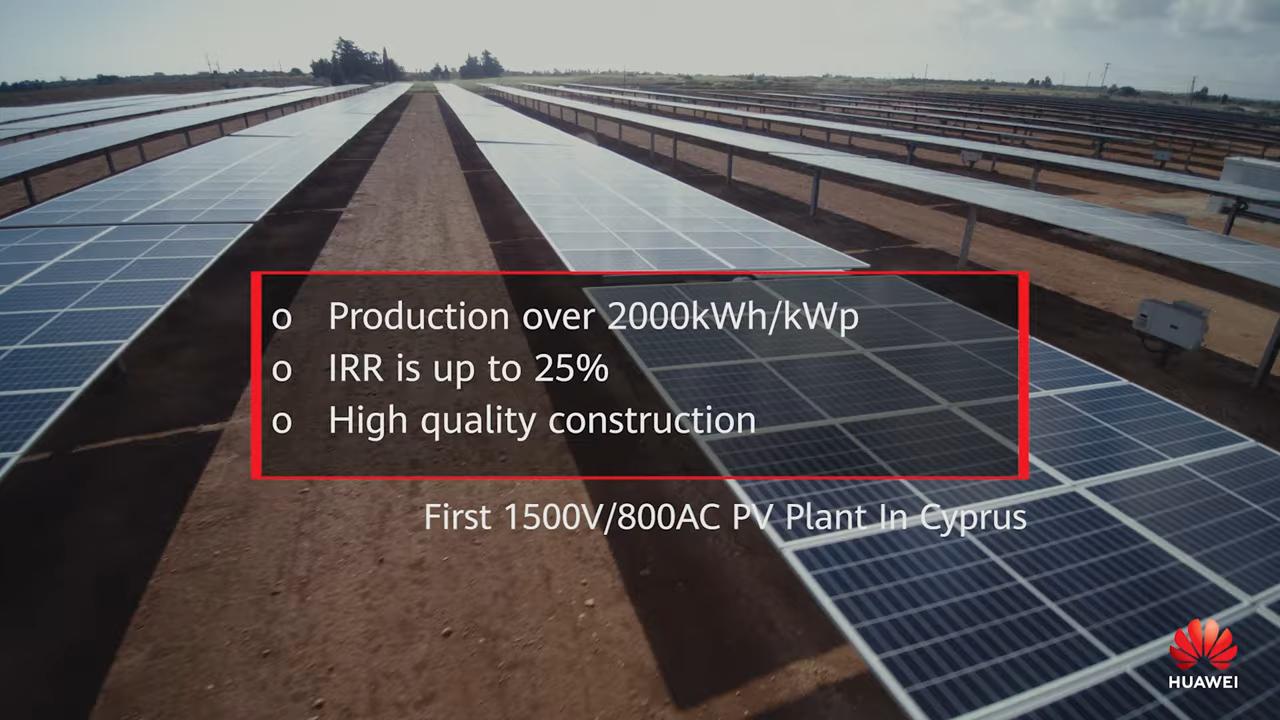 o Production over 2000kWh/kWp
o IRR is up to 25%
o High quality construction
First 1500V/800AC PV Plant In Cyprus
HUAWEI